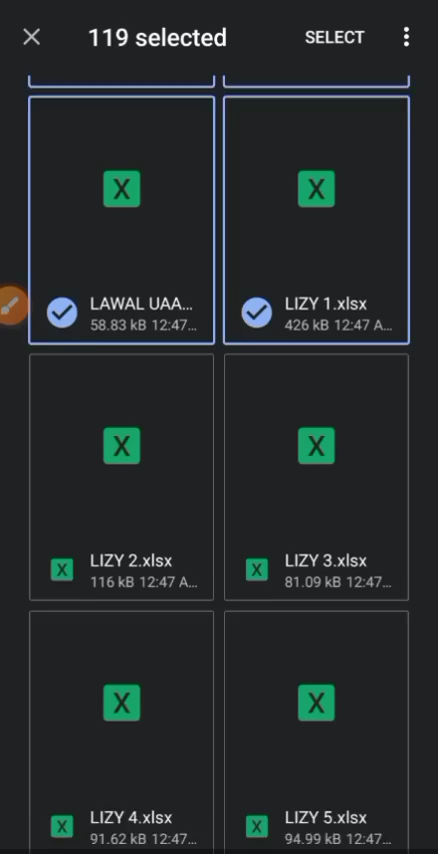 119 selected SELECT
X X
LAWAL UAA... LIZY 1.xlsx
58.83 kB 12:47... 426 kB 12:47 A...
X X
X LIZY 2.xlsx X LIZY 3.xlsx
116 kB 12:47 A... 81.09 kB 12:47...
X X
X LIZY 4.xlsx X LIZY 5.xlsx
91.62 kB 12:47... 94.99 kB 12:47...